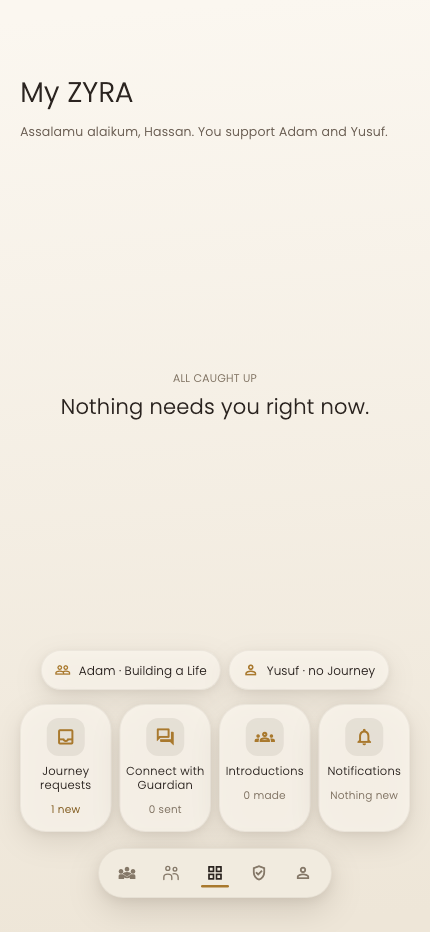 My ZYRA
Assalamu alaikum, Hassan. You support Adam and Yusuf.
ALL CAUGHT UP
Nothing needs you right now.
Adam · Building a Life
Yusuf · no Journey
Journey
requests
1 new
Connect with
Guardian
0 sent
Introductions
0 made
Notifications
Nothing new